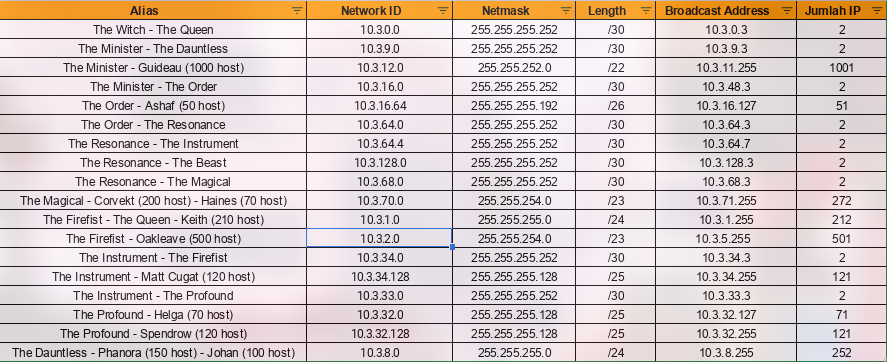 Alias Network ID Netmask Length Broadcast Address Jumlah IP
The Witch - The Queen 10.3.0.0 255.255.255.252 /30 10.3.0.3 2
The Minister - The Dauntless 10.3.9.0 255.255.255.252 /30 10.3.9.3 2
The Minister - Guideau (1000 host) 10.3.12.0 255.255.252.0 /22 10.3.11.255 1001
The Minister - The Order 10.3.16.0 255.255.255.252 /30 10.3.48.3 2
The Order - Ashaf (50 host) 10.3.16.64 255.255.255.192 /26 10.3.16.127 51
The Order - The Resonance 10.3.64.0 255.255.255.252 /30 10.3.64.3 2
The Resonance - The Instrument 10.3.64.4 255.255.255.252 /30 10.3.64.7 2
The Resonance - The Beast 10.3.128.0 255.255.255.252 /30 10.3.128.3 2
The Resonance - The Magical 10.3.68.0 255.255.255.252 /30 10.3.68.3 2
The Magical - Corvekt (200 host) - Haines (70 host) 10.3.70.0 255.255.254.0 /23 10.3.71.255 272
The Firefist - The Queen - Keith (210 host) 10.3.1.0 255.255.255.0 /24 10.3.1.255 212
The Firefist - Oakleave (500 host) 10.3.2.0 255.255.254.0 /23 10.3.5.255 501
The Instrument - The Firefist 10.3.34.0 255.255.255.252 /30 10.3.34.3 2
The Instrument - Matt Cugat (120 host) 10.3.34.128 255.255.255.128 /25 10.3.34.255 121
The Instrument - The Profound 10.3.33.0 255.255.255.252 /30 10.3.33.3 2
The Profound - Helga (70 host) 10.3.32.0 255.255.255.128 /25 10.3.32.127 71
The Profound - Spendrow (120 host) 10.3.32.128 255.255.255.128 /25 10.3.32.255 121
The Dauntless - Phanora (150 host) - Johan (100 host) 10.3.8.0 255.255.255.0 /24 10.3.8.255 252